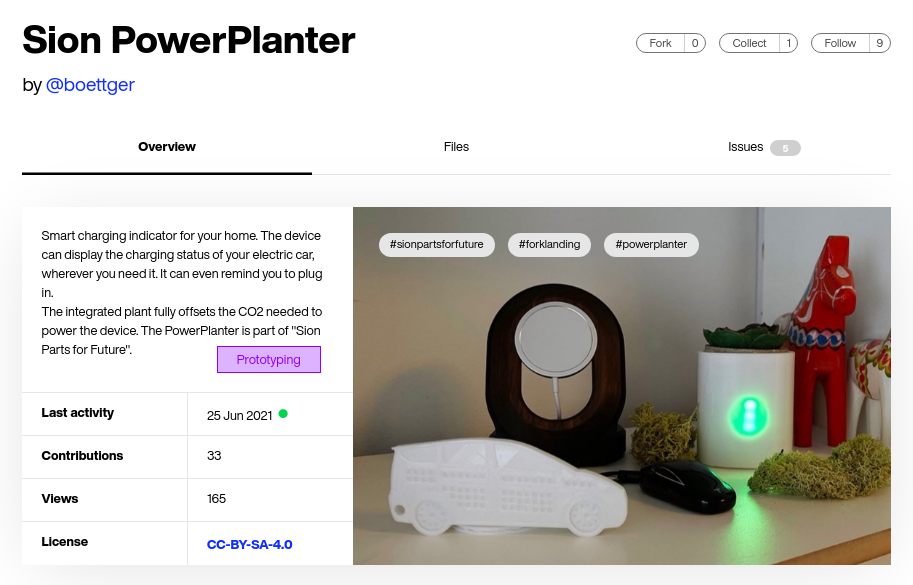 Sion PowerPlanter
Fork 0 Collect 1 Follow 9
by @boettger
Overview Files Issues 5
Smart charging indicator for your home. The device
can display the charging status of your electric car,
wherever you need it. It can even remind you to plug
in.
The integrated plant fully offsets the CO2 needed to
power the device. The PowerPlanter is part of "Sion
Parts for Future".
Prototyping
#sionpartsforfuture #forklanding #powerplanter
Last activity 25 Jun 2021
Contributions 33
Views 165
License CC-BY-SA-4.0